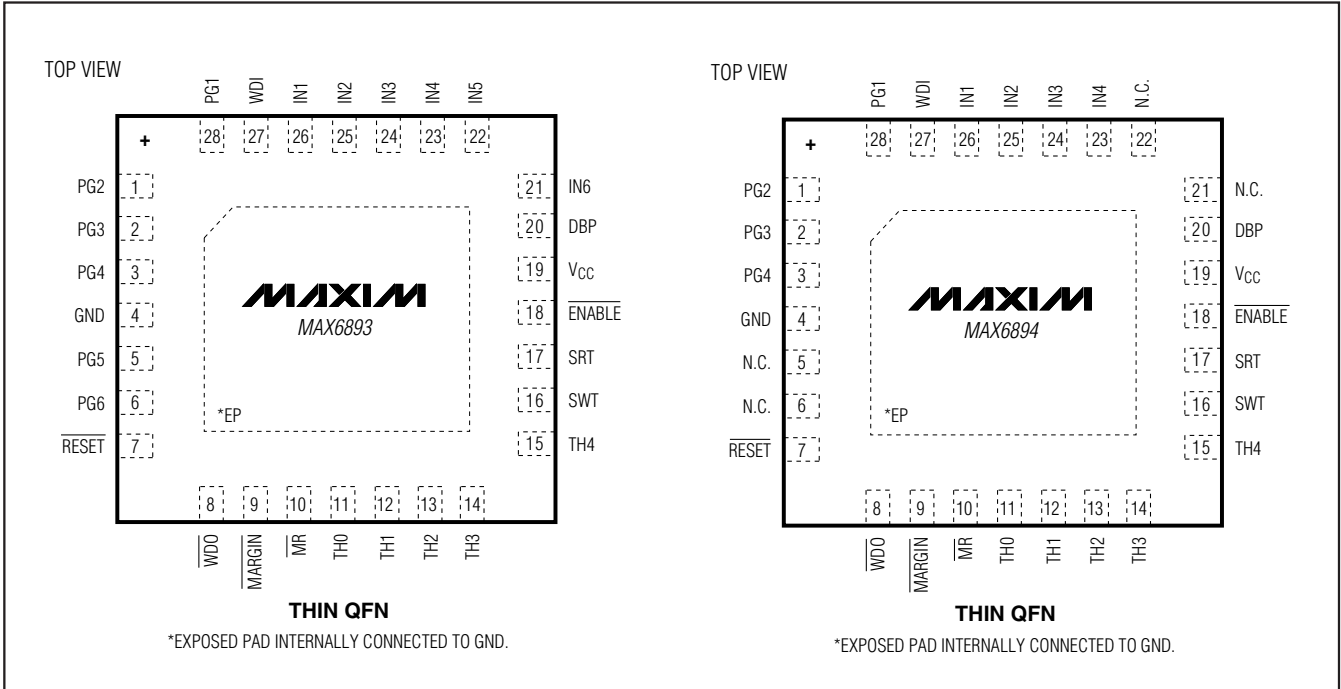 TOP VIEW
PG1 WDI IN1 IN2 IN3 IN4 IN5
+ 28 27 26 25 24 23 22
PG2 1 21 IN6
PG3 2 20 DBP
PG4 3 19 VCC
GND 4 18 ENABLE
PG5 5 17 SRT
PG6 6 16 SWT
RESET 7 15 TH4
MAXIM
MAX6893
*EP
8 9 10 11 12 13 14
WDO MARGIN MR TH0 TH1 TH2 TH3
THIN QFN
*EXPOSED PAD INTERNALLY CONNECTED TO GND.
TOP VIEW
PG1 WDI IN1 IN2 IN3 IN4 N.C.
+ 28 27 26 25 24 23 22
PG2 1 21 N.C.
PG3 2 20 DBP
PG4 3 19 VCC
GND 4 18 ENABLE
N.C. 5 17 SRT
N.C. 6 16 SWT
RESET 7 15 TH4
MAXIM
MAX6894
*EP
8 9 10 11 12 13 14
WDO MARGIN MR TH0 TH1 TH2 TH3
THIN QFN
*EXPOSED PAD INTERNALLY CONNECTED TO GND.